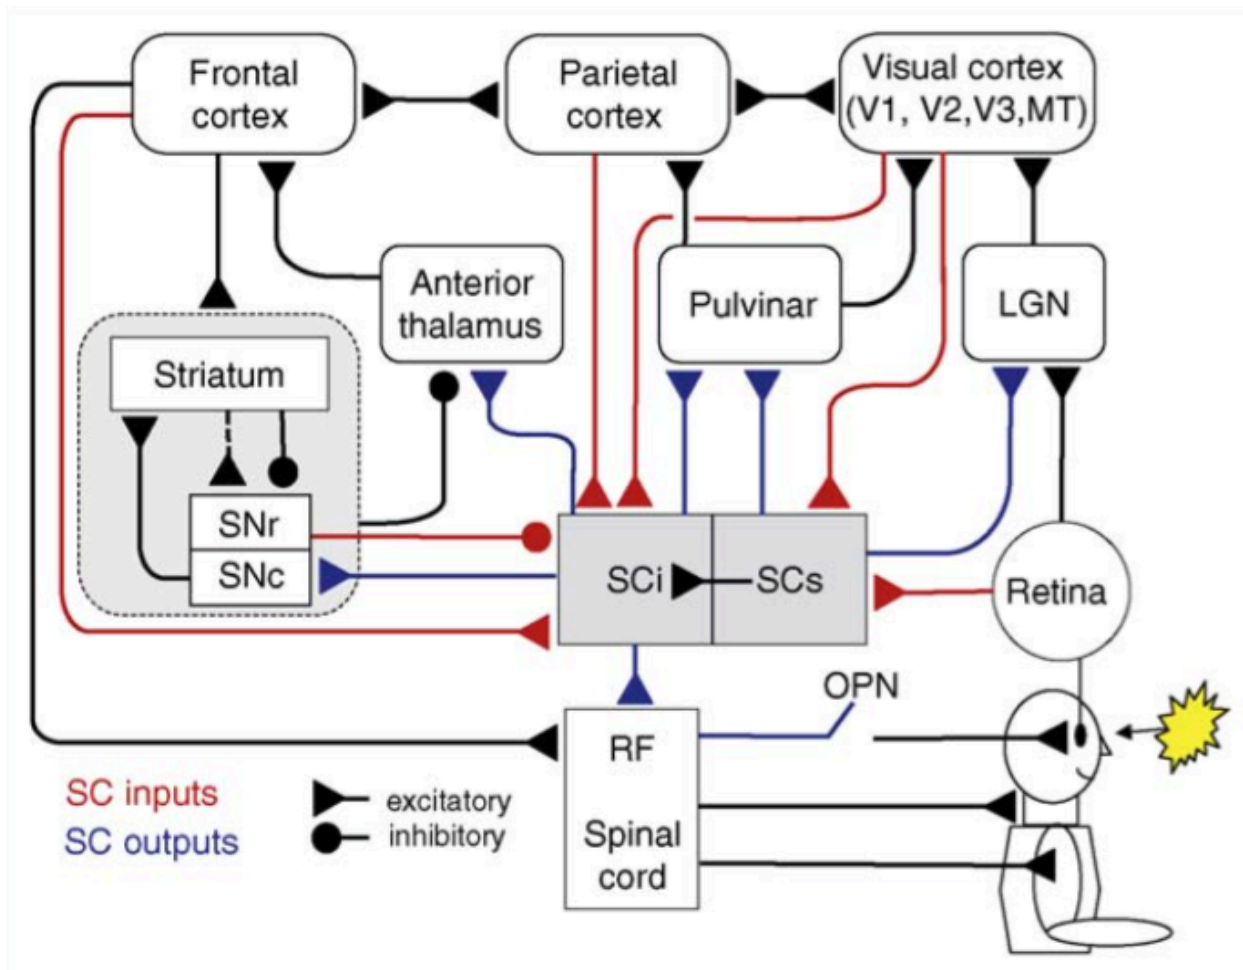 Frontal
cortex
Parietal
cortex
Visual cortex
(V1, V2,V3,MT)
Anterior
thalamus
Pulvinar
LGN
Striatum
SNr
SNc
SCi
SCs
Retina
OPN
RF
Spinal
cord
SC inputs
SC outputs
excitatory
inhibitory